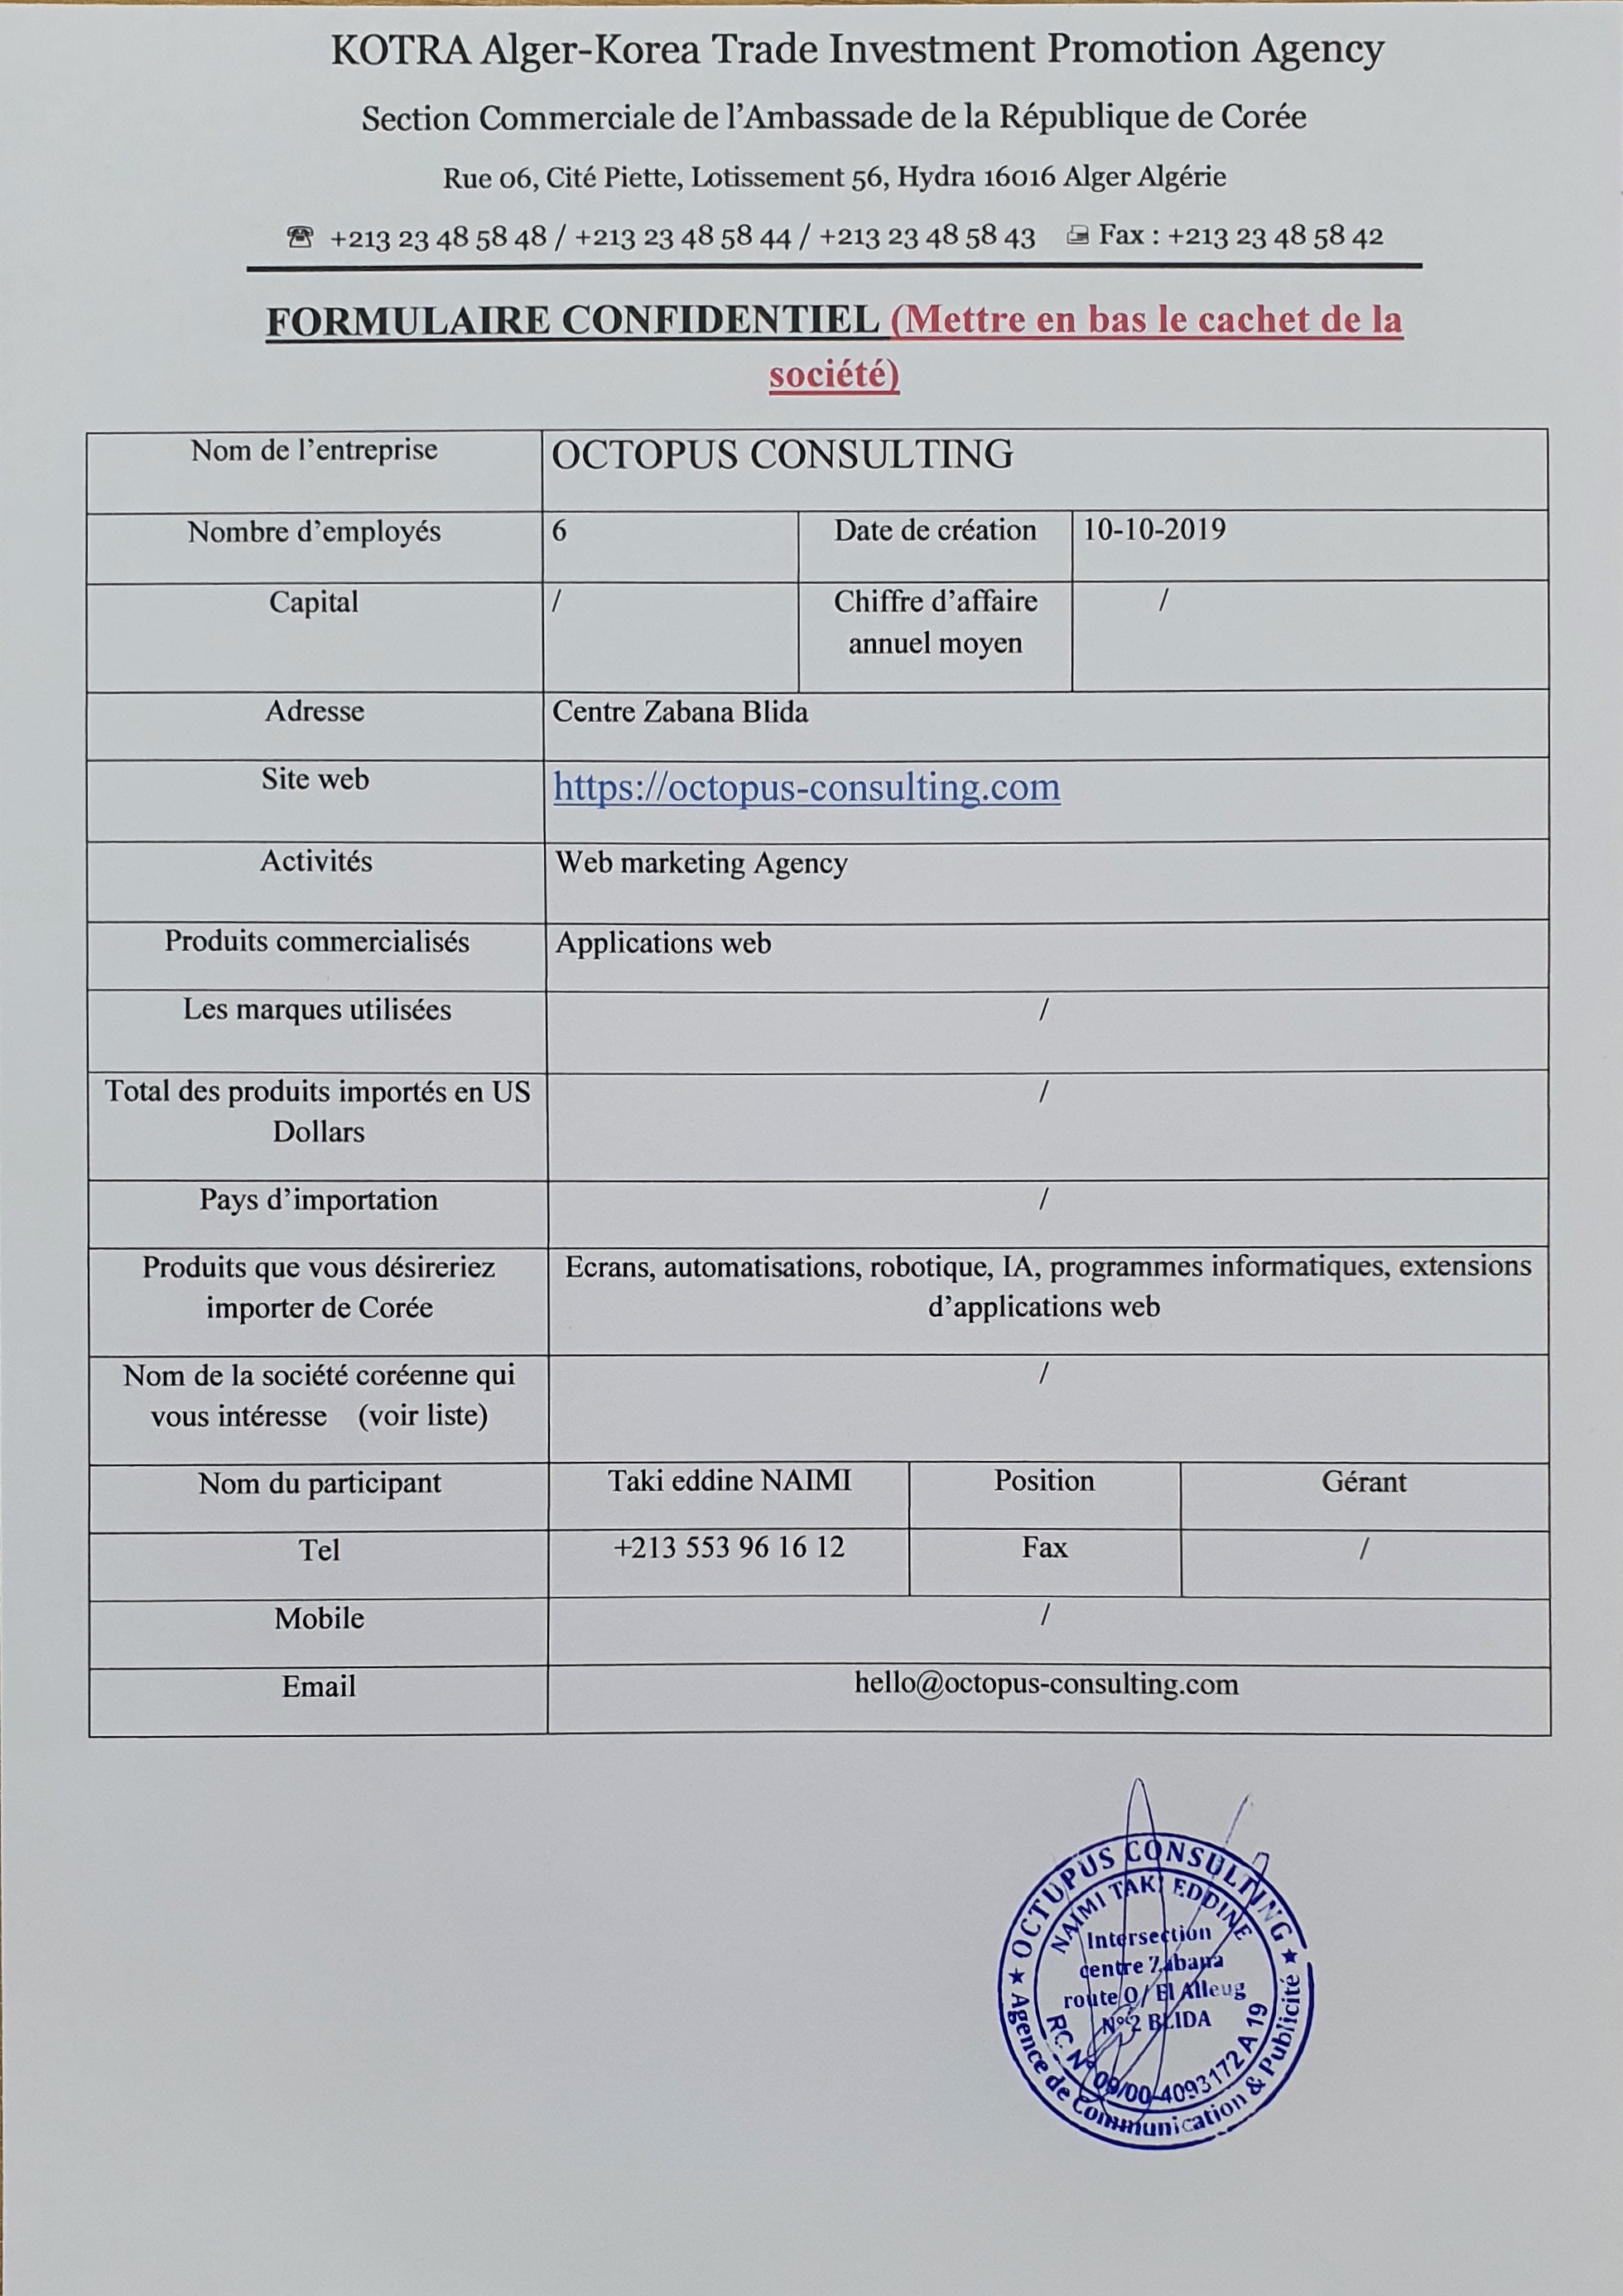 KOTRA Alger-Korea Trade Investment Promotion Agency
Section Commerciale de l'Ambassade de la République de Corée
Rue 06, Cité Piette, Lotissement 56, Hydra 16016 Alger Algérie
+213 23 48 58 48 / +213 23 48 58 44 / +213 23 48 58 43 Fax : +213 23 48 58 42
FORMULAIRE CONFIDENTIEL (Mettre en bas le cachet de la
société)
Nom de l'entreprise OCTOPUS CONSULTING
Nombre d'employés 6 Date de création 10-10-2019
Capital / Chiffre d'affaire /
annuel moyen
Adresse Centre Zabana Blida
Site web https://octopus-consulting.com
Activités Web marketing Agency
Produits commercialisés Applications web
Les marques utilisées /
Total des produits importés en US /
Dollars
Pays d'importation /
Produits que vous désireriez Ecrans, automatisations, robotique, IA, programmes informatiques, extensions
importer de Corée d'applications web
Nom de la société coréenne qui /
vous intéresse (voir liste)
Nom du participant Taki eddine NAIMI Position Gérant
Tel +213 553 96 16 12 Fax /
Mobile /
Email hello@octopus-consulting.com
★ OCTUPUS CONSULTING ★
NAIMI TAKI EDDINE
Intersection
centre Zabana
route O/ El Alleug
N°2 BLIDA
RC. N° 09/00-4093172 A 19
Agence de Communication & Publicité